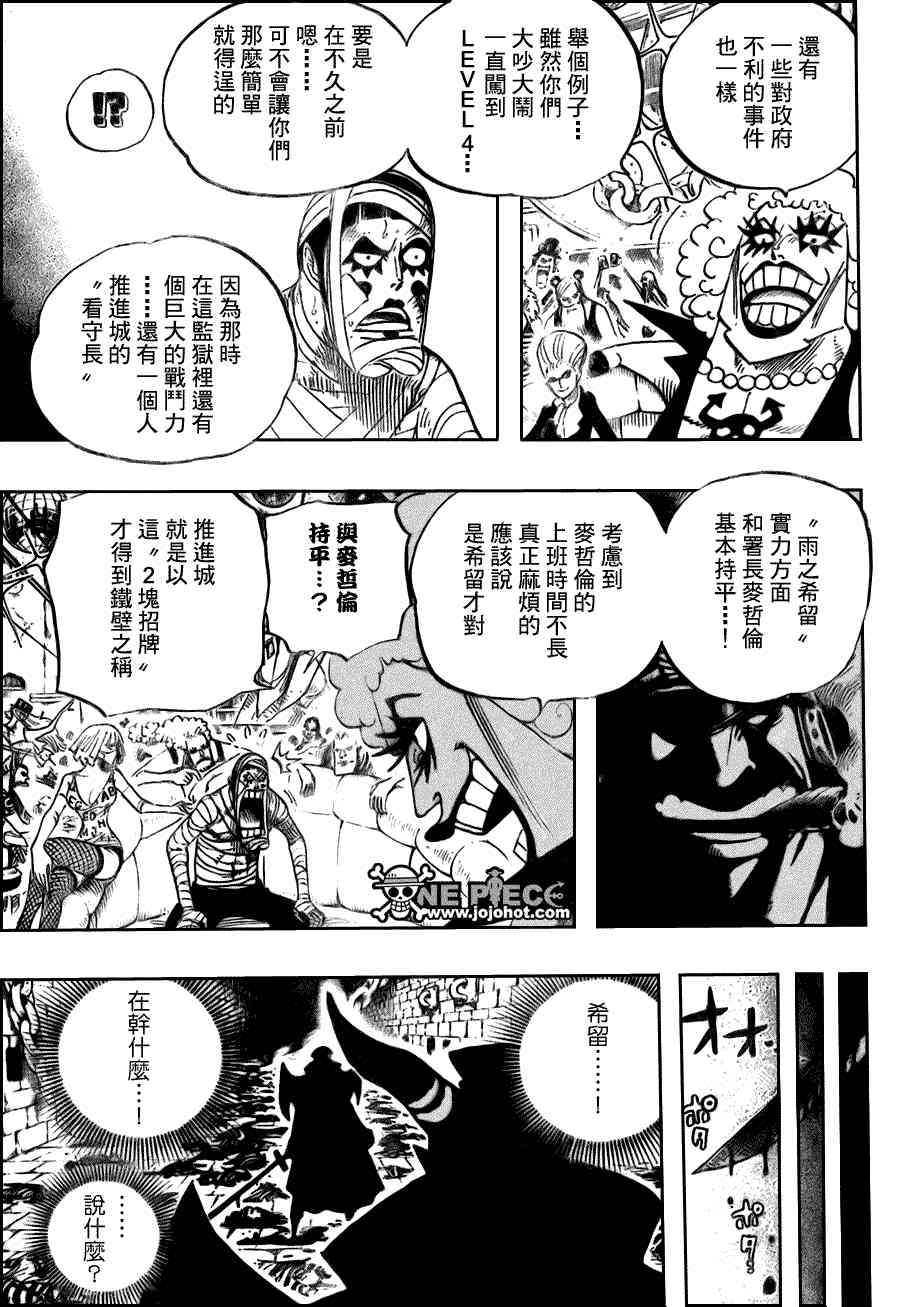 還有
一些對政府
不利的事件
也一樣
舉個例子…
雖然你們
大吵大鬧
一直闖到
LEVEL 4…
要是
在不久之前
嗯……
可不會讓你們
那麼簡單
就得逞的
!?
因為那時
在這監獄裡還有
個巨大的戰鬥力
……還有一個人
推進城的
〝看守長〞
〝雨之希留〞
實力方面
和署長麥哲倫
基本持平…!
考慮到
麥哲倫的
上班時間不長
真正麻煩的
應該說
是希留才對
與麥哲倫
持平…?
推進城
就是以
這〝2塊招牌〞
才得到鐵壁之稱
ONE PIECE
www.jojohot.com
オオ
ポタ
ポタ
希留……!
在幹什麼…!
……
說什麼?